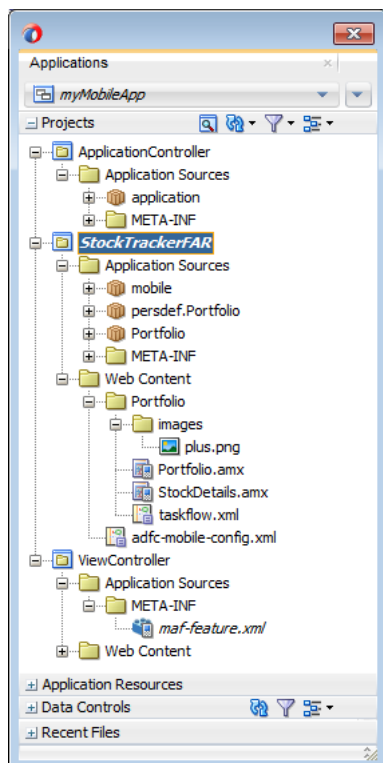 Applications
myMobileApp
Projects
ApplicationController
Application Sources
application
META-INF
StockTrackerFAR
Application Sources
mobile
persdef.Portfolio
Portfolio
META-INF
Web Content
Portfolio
images
plus.png
Portfolio.amx
StockDetails.amx
taskflow.xml
adfc-mobile-config.xml
ViewController
Application Sources
META-INF
maf-feature.xml
Web Content
Application Resources
Data Controls
Recent Files